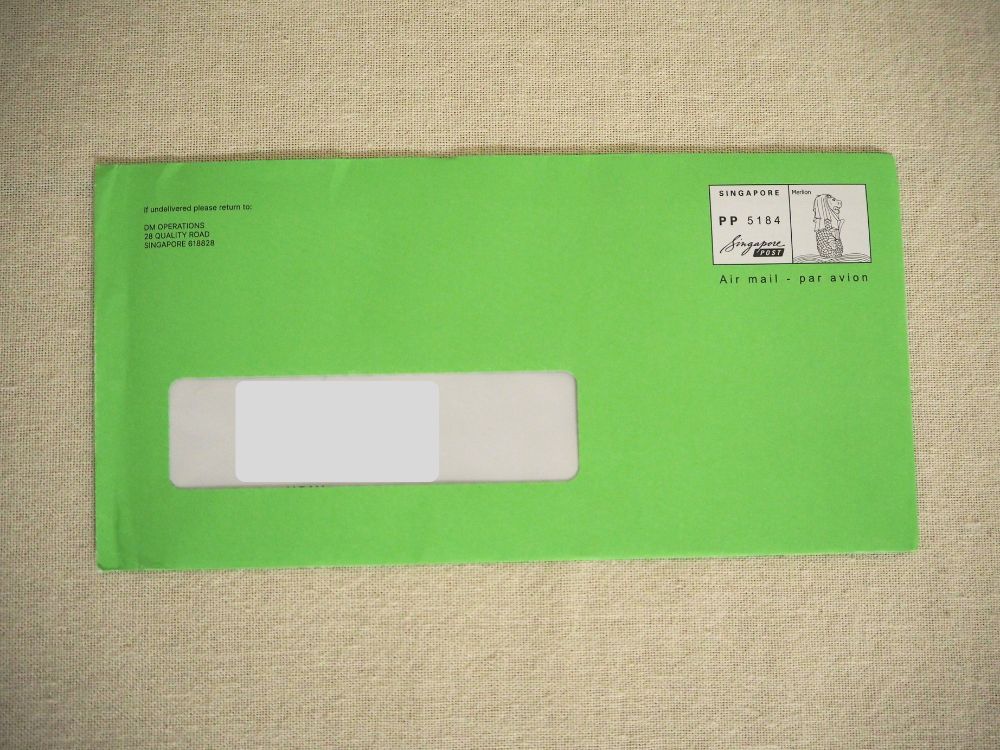 If undelivered please return to:
DM OPERATIONS
28 QUALITY ROAD
SINGAPORE 618828
SINGAPORE
Merlion
PP 5184
Singapore
POST
Air mail - par avion